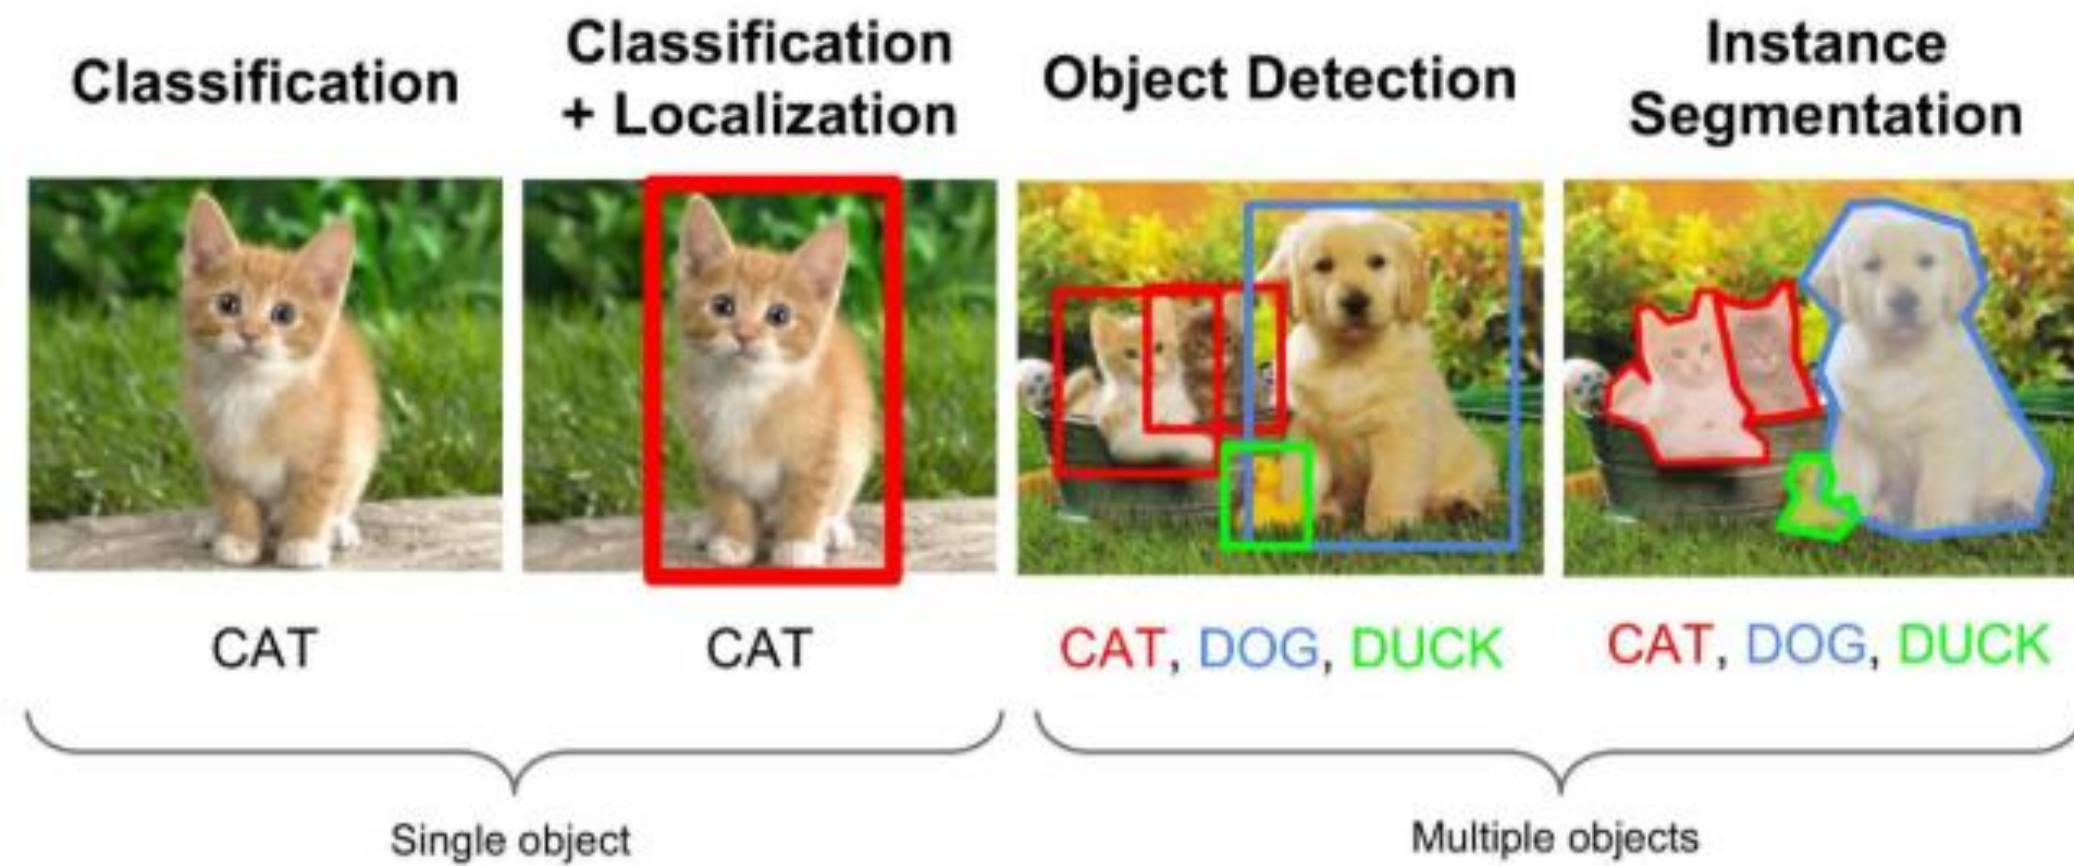 Classification
Classification
+ Localization
Object Detection
Instance
Segmentation
CAT
CAT
CAT, DOG, DUCK
CAT, DOG, DUCK
Single object
Multiple objects